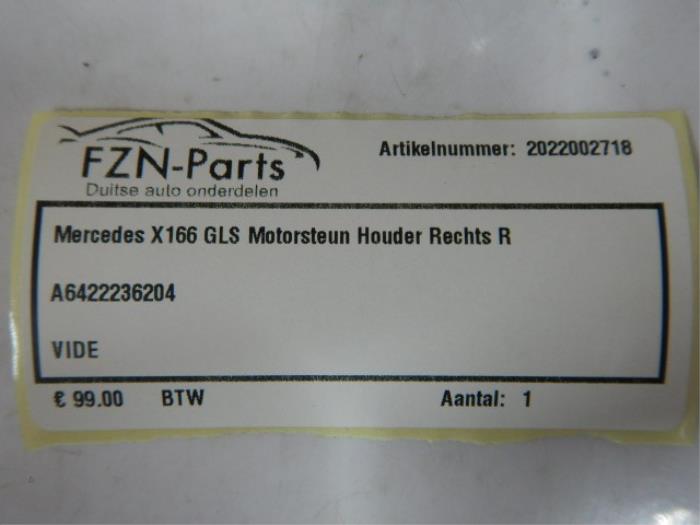 FZN-Parts
Duitse auto onderdelen
Artikelnummer: 2022002718
Mercedes X166 GLS Motorsteun Houder Rechts R
A6422236204
VIDE
€ 99.00 BTW Aantal: 1